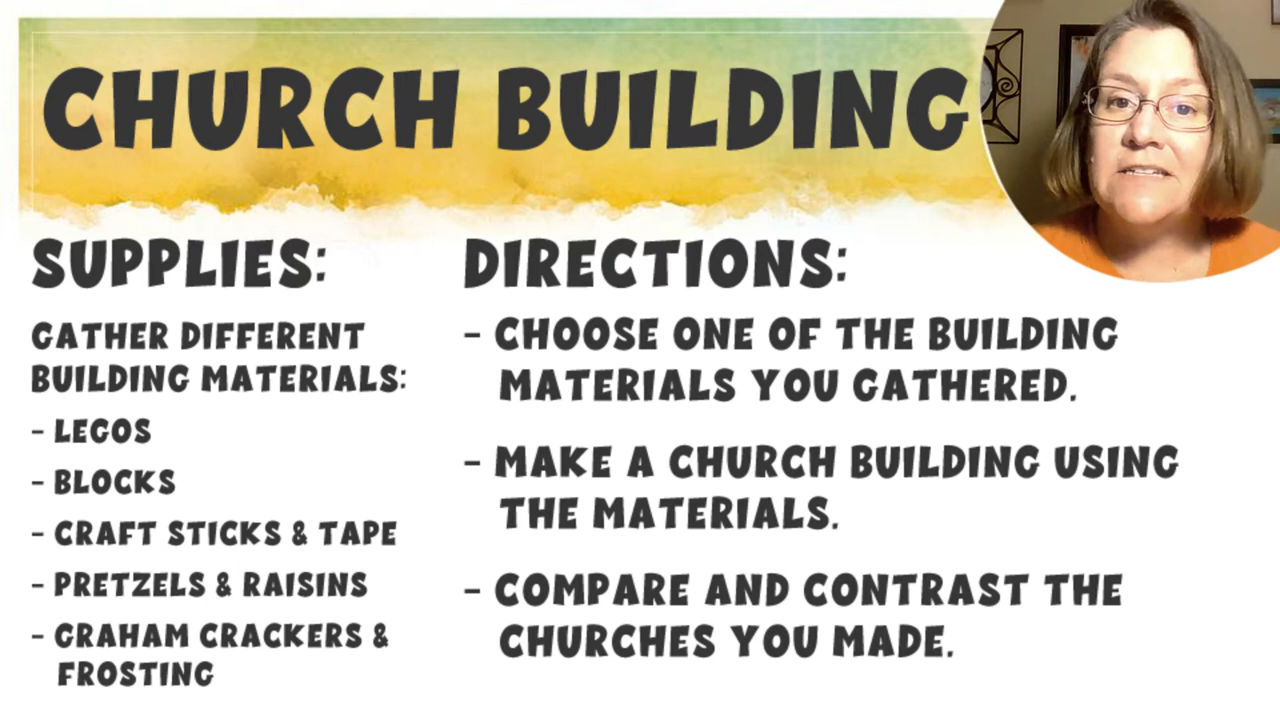 CHURCH BUILDING
SUPPLIES:
GATHER DIFFERENT
BUILDING MATERIALS:
- LEGOS
- BLOCKS
- CRAFT STICKS & TAPE
- PRETZELS & RAISINS
- GRAHAM CRACKERS &
FROSTING
DIRECTIONS:
- CHOOSE ONE OF THE BUILDING
MATERIALS YOU GATHERED.
- MAKE A CHURCH BUILDING USING
THE MATERIALS.
- COMPARE AND CONTRAST THE
CHURCHES YOU MADE.